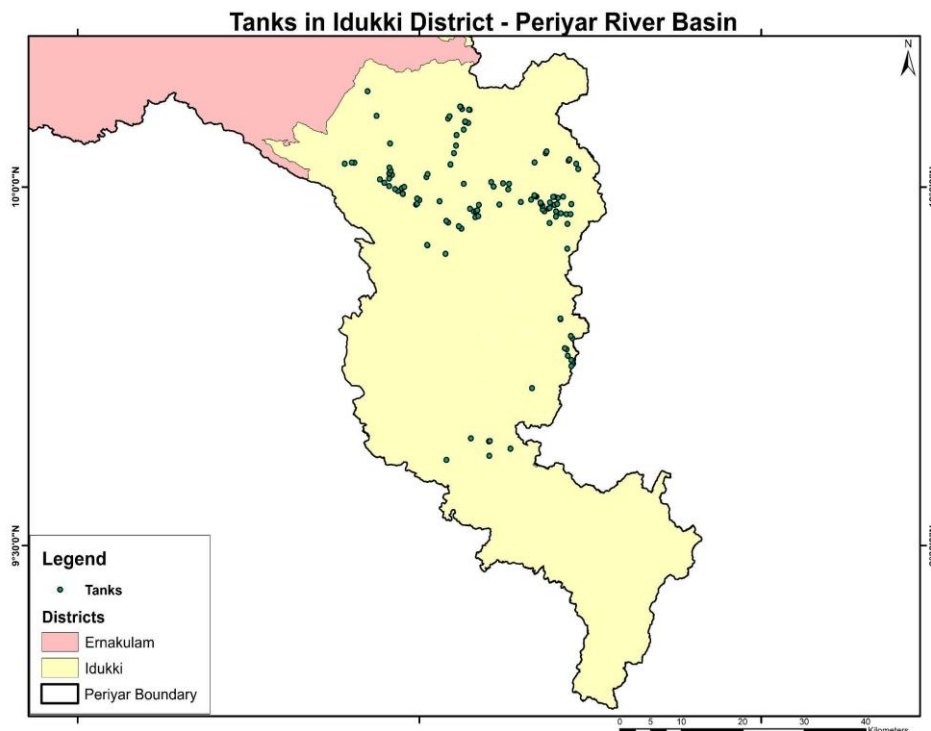 Tanks in Idukki District - Periyar River Basin
N
10°0'0"N
9°30'0"N
Legend
Tanks
Districts
Ernakulam
Idukki
Periyar Boundary
0 5 10 20 30 40
Kilometers